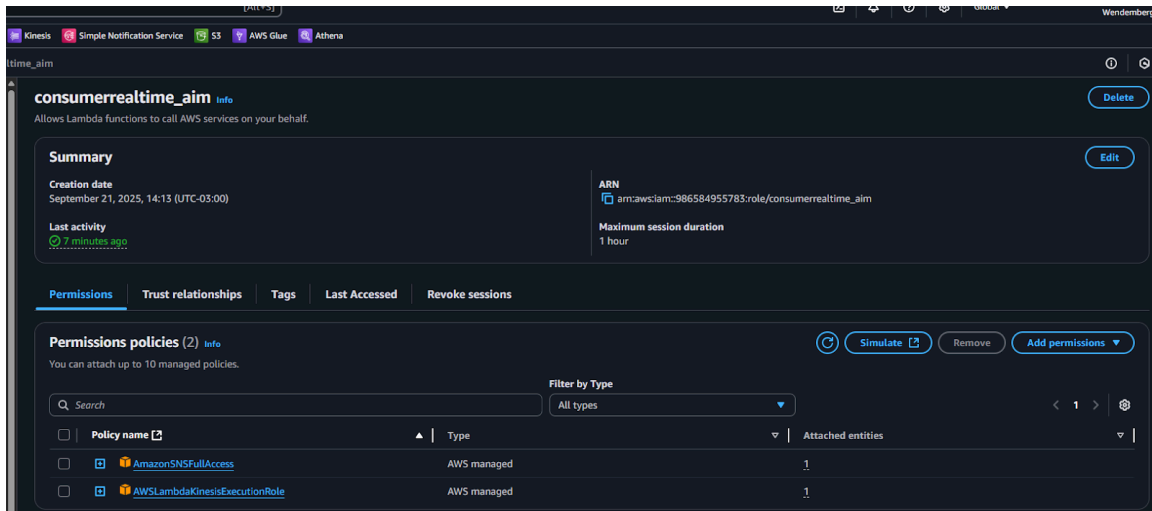 [Alt+S]
Global
Wendemberg
Kinesis Simple Notification Service S3 AWS Glue Athena
ltime_aim
consumerrealtime_aim Info
Delete
Allows Lambda functions to call AWS services on your behalf.
Summary
Edit
Creation date
September 21, 2025, 14:13 (UTC-03:00)
ARN
arn:aws:iam::986584955783:role/consumerrealtime_aim
Last activity
7 minutes ago
Maximum session duration
1 hour
Permissions Trust relationships Tags Last Accessed Revoke sessions
Permissions policies (2) Info
Simulate Remove Add permissions
You can attach up to 10 managed policies.
Filter by Type
Search
All types
1
Policy name Type Attached entities
AmazonSNSFullAccess AWS managed 1
AWSLambdaKinesisExecutionRole AWS managed 1